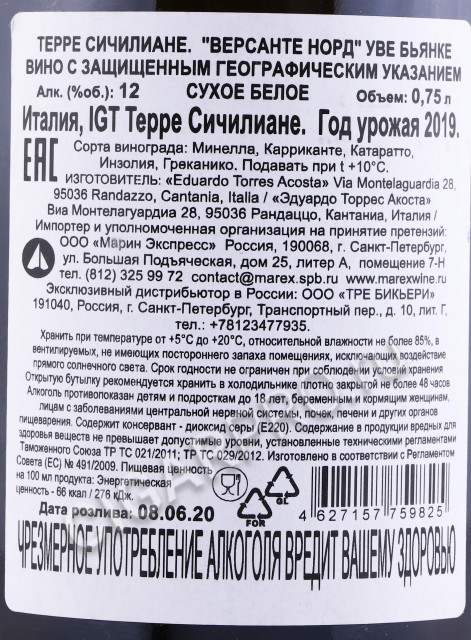 ТЕРРЕ СИЧИЛИАНЕ. "ВЕРСАНТЕ НОРД" УВЕ БЬЯНКЕ
ВИНО С ЗАЩИЩЕННЫМ ГЕОГРАФИЧЕСКИМ УКАЗАНИЕМ
Алк. (%об.): 12 СУХОЕ БЕЛОЕ Объем: 0,75 л
Италия, IGT Терре Сичилиане. Год урожая 2019.
EAC
Сорта винограда: Минелла, Карриканте, Катаратто,
Инзолия, Греканико. Подавать при t +10°C.
ИЗГОТОВИТЕЛЬ: «Eduardo Torres Acosta» Via Montelaguardia 28,
95036 Randazzo, Cantania, Italia / «Эдуардо Торрес Акоста»
Виа Монтелагуардиа 28, 95036 Рандаццо, Кантания, Италия /
Импортер и уполномоченная организация на принятие претензий:
ООО «Марин Экспресс» Россия, 190068, г. Санкт-Петербург,
ул. Большая Подъяческая, дом 25, литер А, помещение 7-Н
тел. (812) 325 99 72 contact@marex.spb.ru www.marexwine.ru
Эксклюзивный дистрибьютор в России: ООО «ТРЕ БИКЬЕРИ»
191040, Россия, г. Санкт-Петербург, Транспортный пер., д. 10, лит. Г,
тел.: +78123477935.
Хранить при температуре от +5°C до +20°C, относительной влажности не более 85%, в
вентилируемых, не имеющих постороннего запаха помещениях, исключающих воздействие
прямого солнечного света. Срок годности не ограничен при соблюдении условий хранения
Открытую бутылку рекомендуется хранить в холодильнике плотно закрытой не более 48 часов
Алкоголь противопоказан детям и подросткам до 18 лет, беременным и кормящим женщинам,
лицам с заболеваниями центральной нервной системы, почек, печени и других органов
пищеварения. Содержит консервант - диоксид серы (Е220). Содержание в продукции вредных для
здоровья веществ не превышает допустимых уровней, установленные техническими регламентами
Таможенного Союза ТР ТС 021/2011; ТР ТС 029/2012. Изготовлено в соответствии с Регламентом
Совета (ЕС) № 491/2009. Пищевая ценность
на 100 мл продукта: Энергетическая
ценность - 66 ккал / 276 кДж.
Дата розлива: 08.06.20
FOR
GL
4 627157 759825
ЧРЕЗМЕРНОЕ УПОТРЕБЛЕНИЕ АЛКОГОЛЯ ВРЕДИТ ВАШЕМУ ЗДОРОВЬЮ